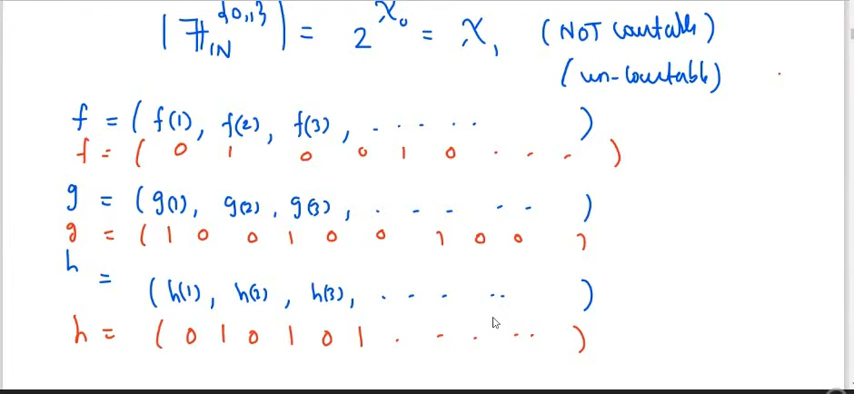 |ℱ_ℕ^{0,1}| = 2^ℵ₀ = ℵ₁ (NOT countable)
(un-countable)
f = ( f(1), f(2), f(3), . . . . . . )
f = ( 0 1 0 0 1 0 . . - )
g = (g(1), g(2), g(3), . - - - - )
g = ( 1 0 0 1 0 0 1 0 0 )
h = (h(1), h(2), h(3), . - - . . )
h = ( 0 1 0 1 0 1 . - . . . )